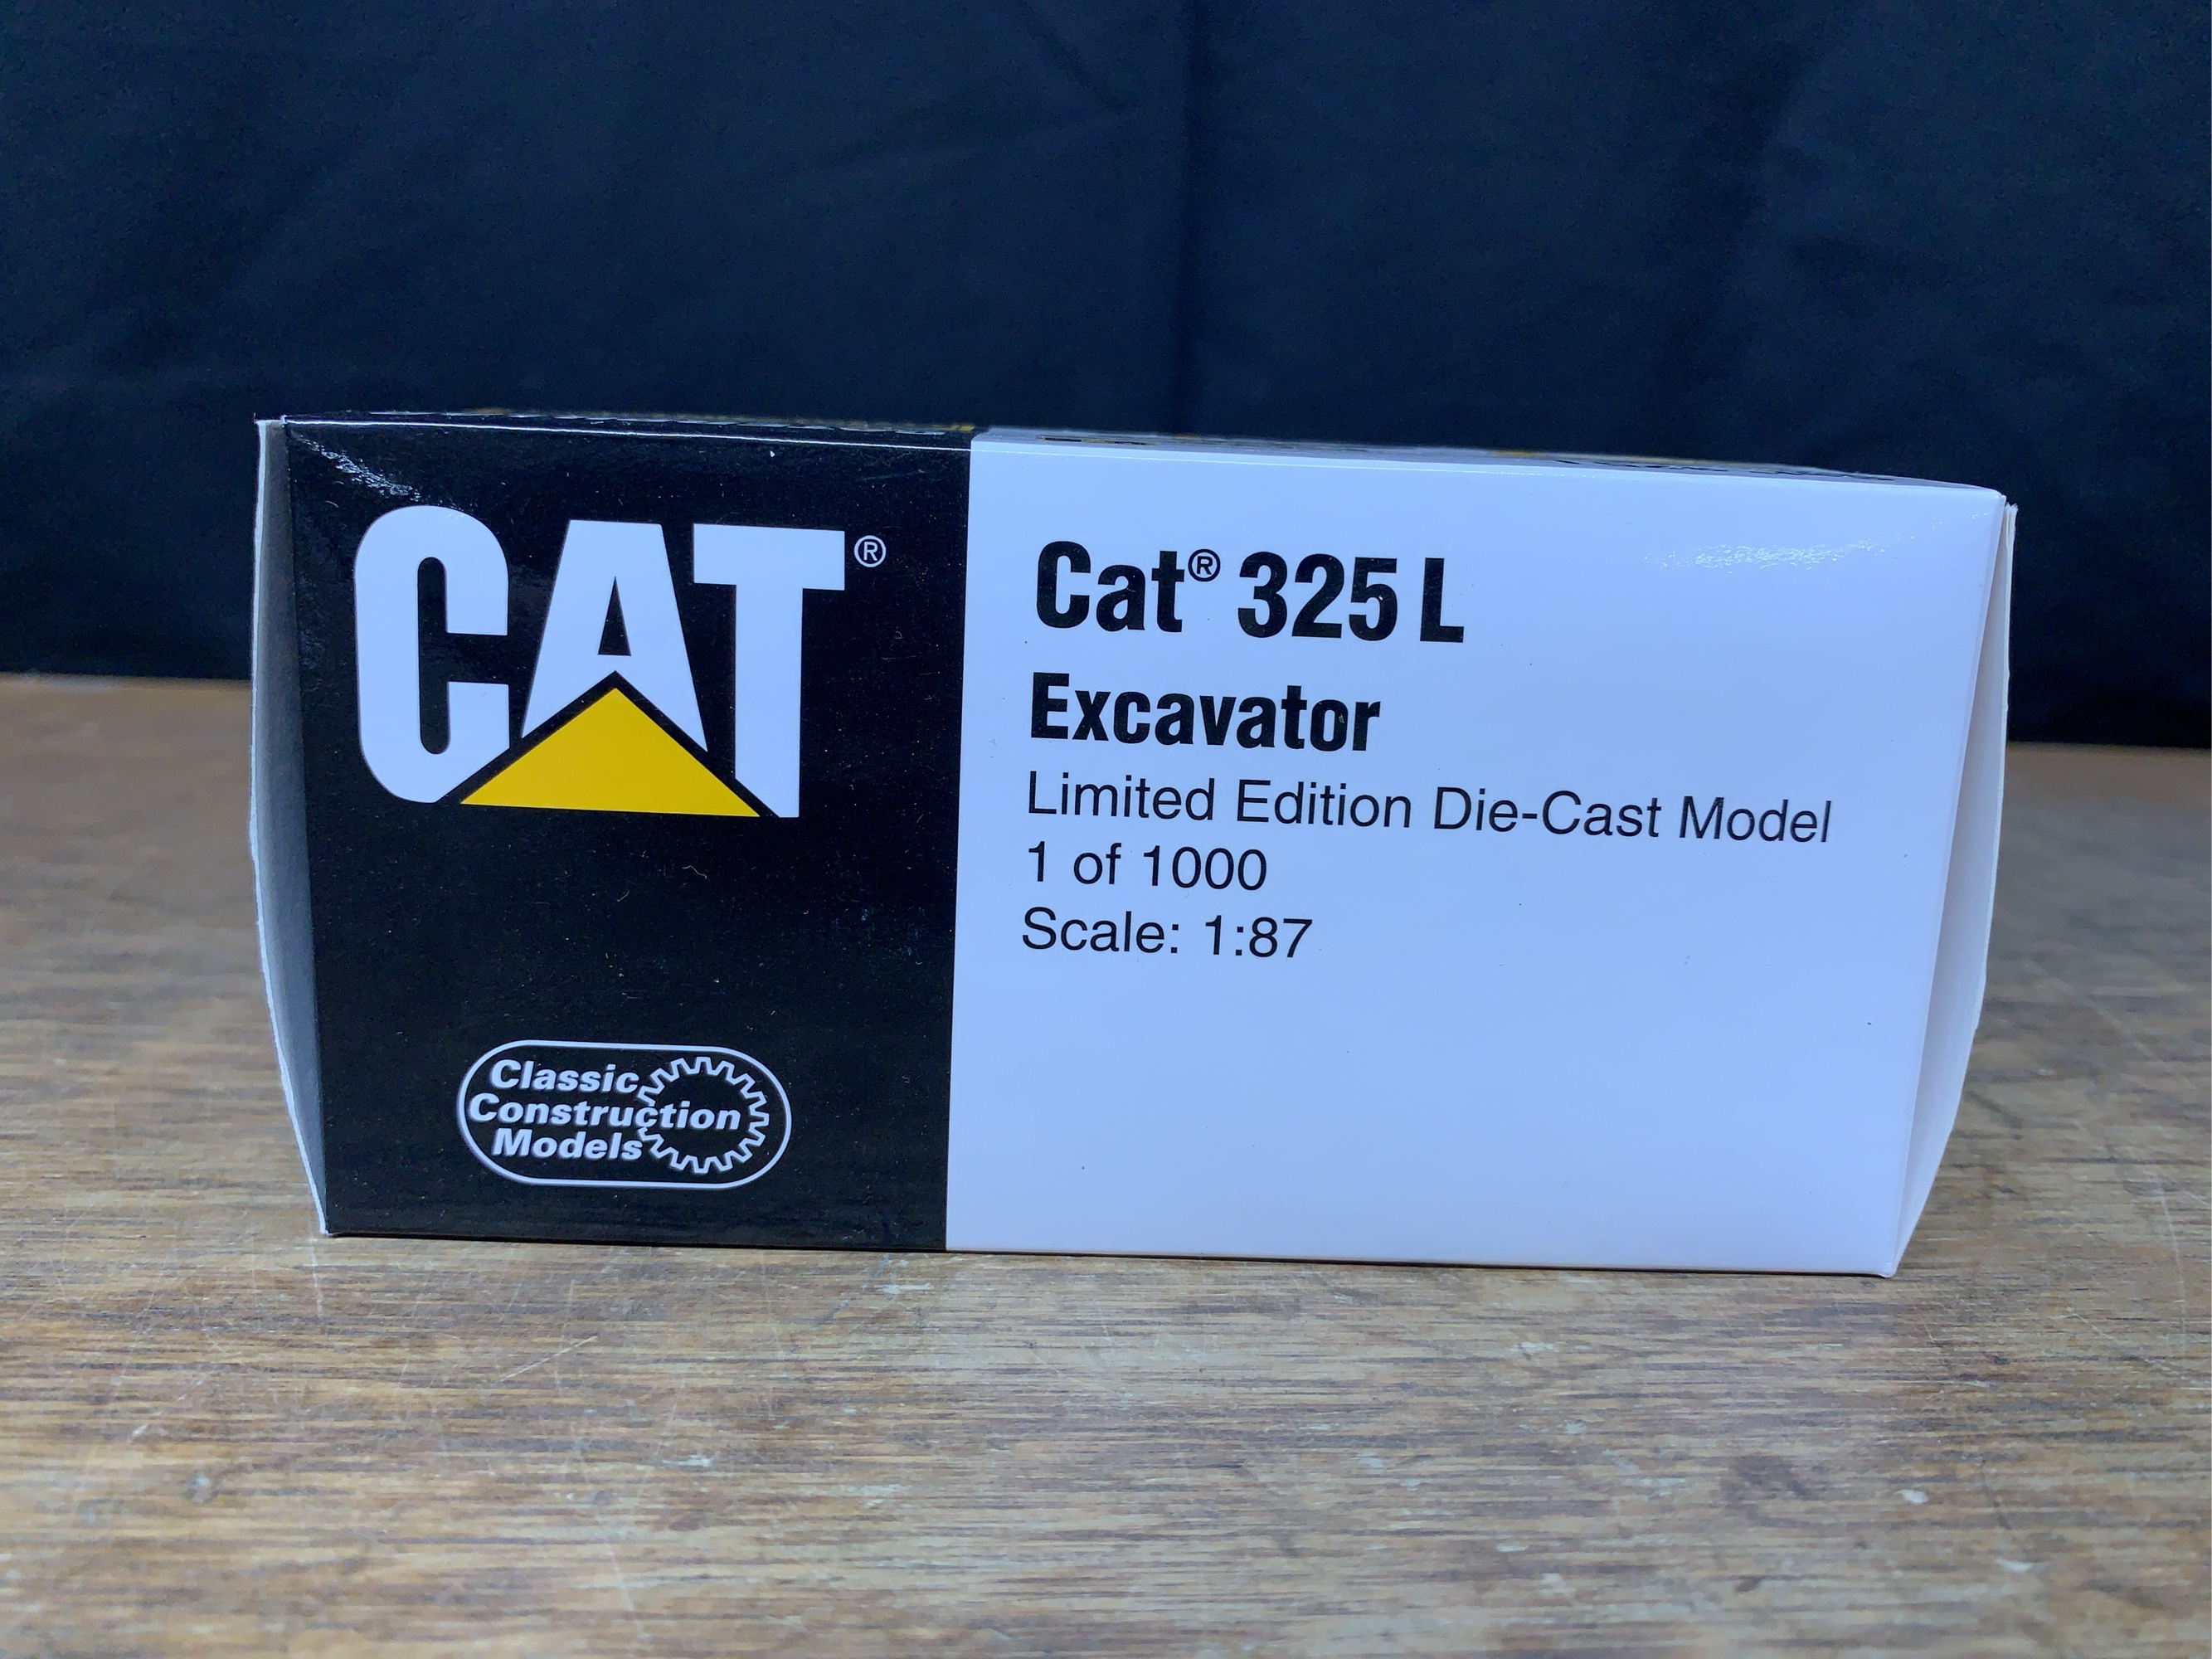 CAT®
Classic
Construction
Models
Cat® 325 L
Excavator
Limited Edition Die-Cast Model
1 of 1000
Scale: 1:87